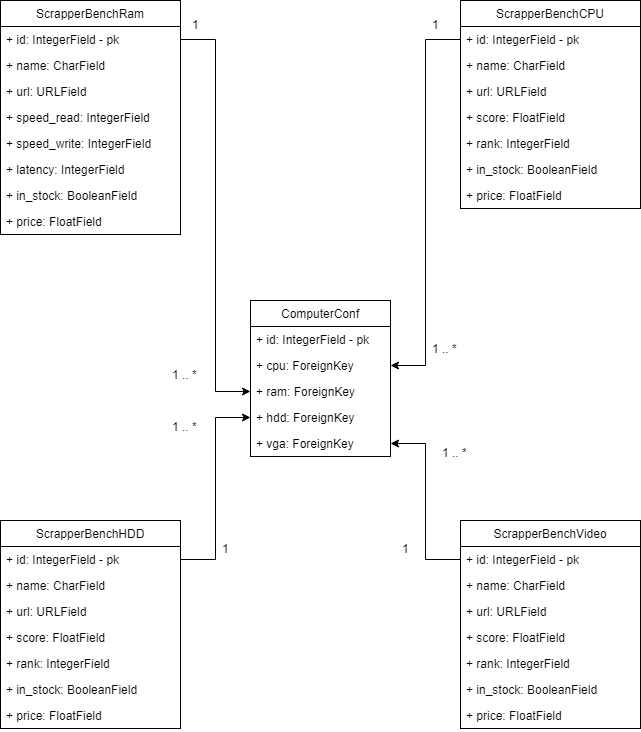 ScrapperBenchRam
+ id: IntegerField - pk
+ name: CharField
+ url: URLField
+ speed_read: IntegerField
+ speed_write: IntegerField
+ latency: IntegerField
+ in_stock: BooleanField
+ price: FloatField
1
1
ScrapperBenchCPU
+ id: IntegerField - pk
+ name: CharField
+ url: URLField
+ score: FloatField
+ rank: IntegerField
+ in_stock: BooleanField
+ price: FloatField
ComputerConf
+ id: IntegerField - pk
+ cpu: ForeignKey
+ ram: ForeignKey
+ hdd: ForeignKey
+ vga: ForeignKey
1 .. *
1 .. *
1 .. *
1 .. *
ScrapperBenchHDD
+ id: IntegerField - pk
+ name: CharField
+ url: URLField
+ score: FloatField
+ rank: IntegerField
+ in_stock: BooleanField
+ price: FloatField
1
1
ScrapperBenchVideo
+ id: IntegerField - pk
+ name: CharField
+ url: URLField
+ score: FloatField
+ rank: IntegerField
+ in_stock: BooleanField
+ price: FloatField